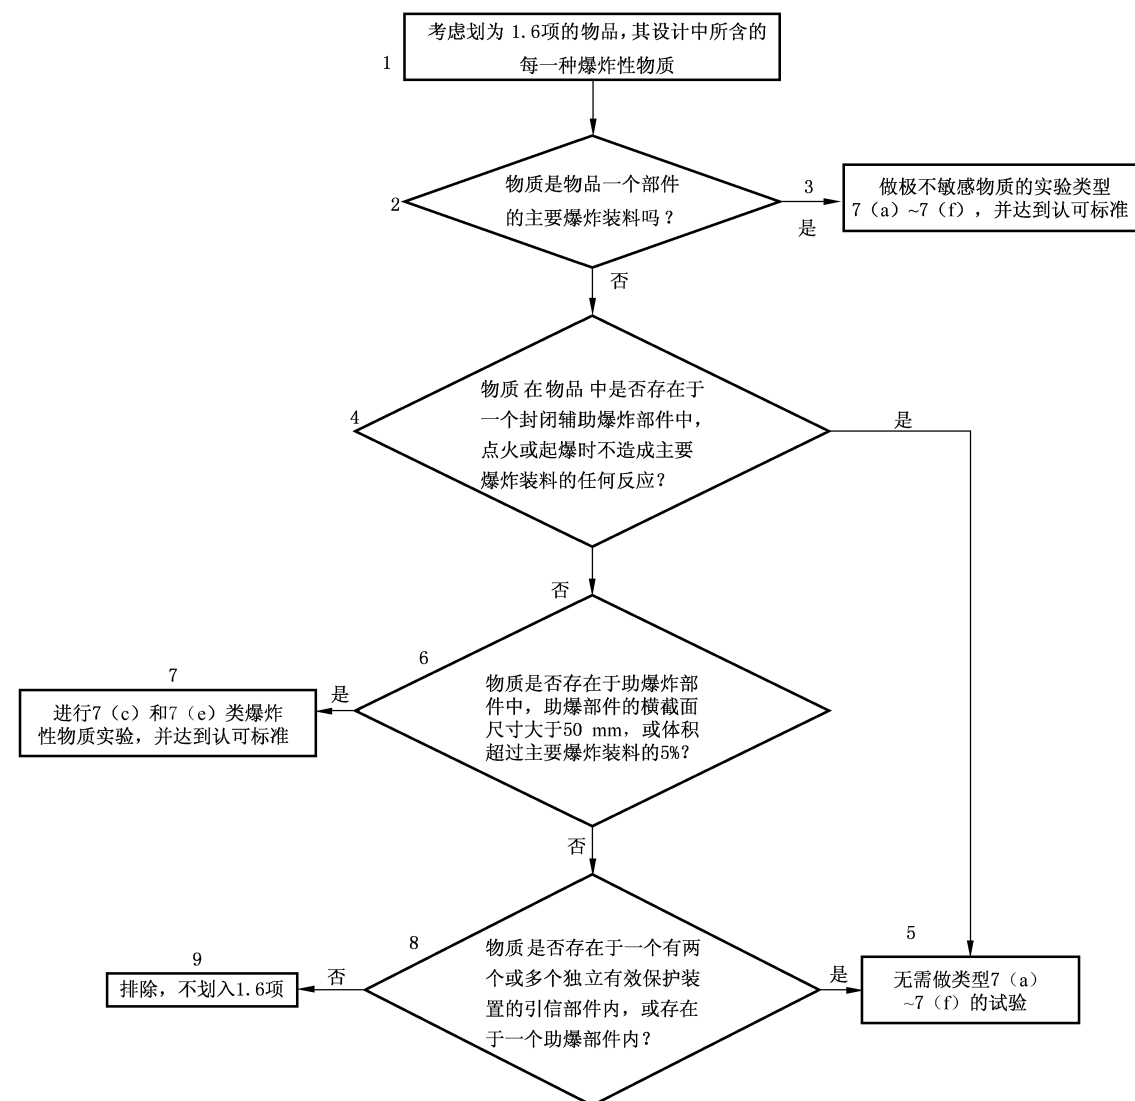 考虑划为 1.6项的物品,其设计中所含的
每一种爆炸性物质
1
物质是物品一个部件
的主要爆炸装料吗？
2
3
是
做极不敏感物质的实验类型
7（a）~7（f），并达到认可标准
否
物质在物品中是否存在于
一个封闭辅助爆炸部件中，
点火或起爆时不造成主要
爆炸装料的任何反应？
4
是
否
6
物质是否存在于助爆炸部
件中，助爆部件的横截面
尺寸大于50 mm，或体积
超过主要爆炸装料的5%？
7
是
进行7（c）和7（e）类爆炸
性物质实验，并达到认可标准
否
8
物质是否存在于一个有两
个或多个独立有效保护装
置的引信部件内，或存在
于一个助爆部件内？
9
否
排除，不划入1.6项
是
5
无需做类型7（a）
~7（f）的试验